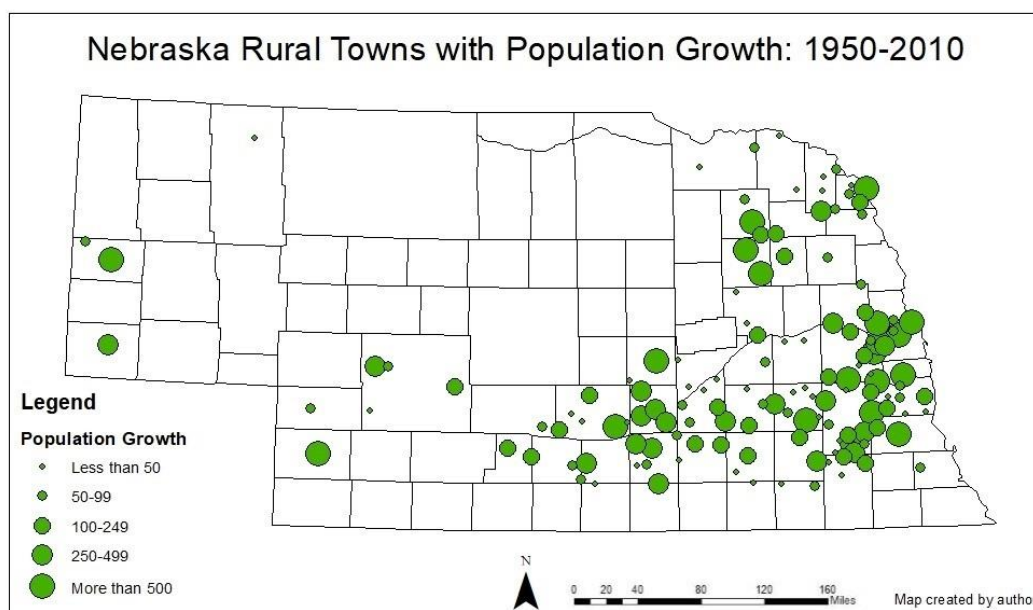 Nebraska Rural Towns with Population Growth: 1950-2010
Legend
Population Growth
Less than 50
50-99
100-249
250-499
More than 500
N
0 20 40 80 120 160
Miles
Map created by autho